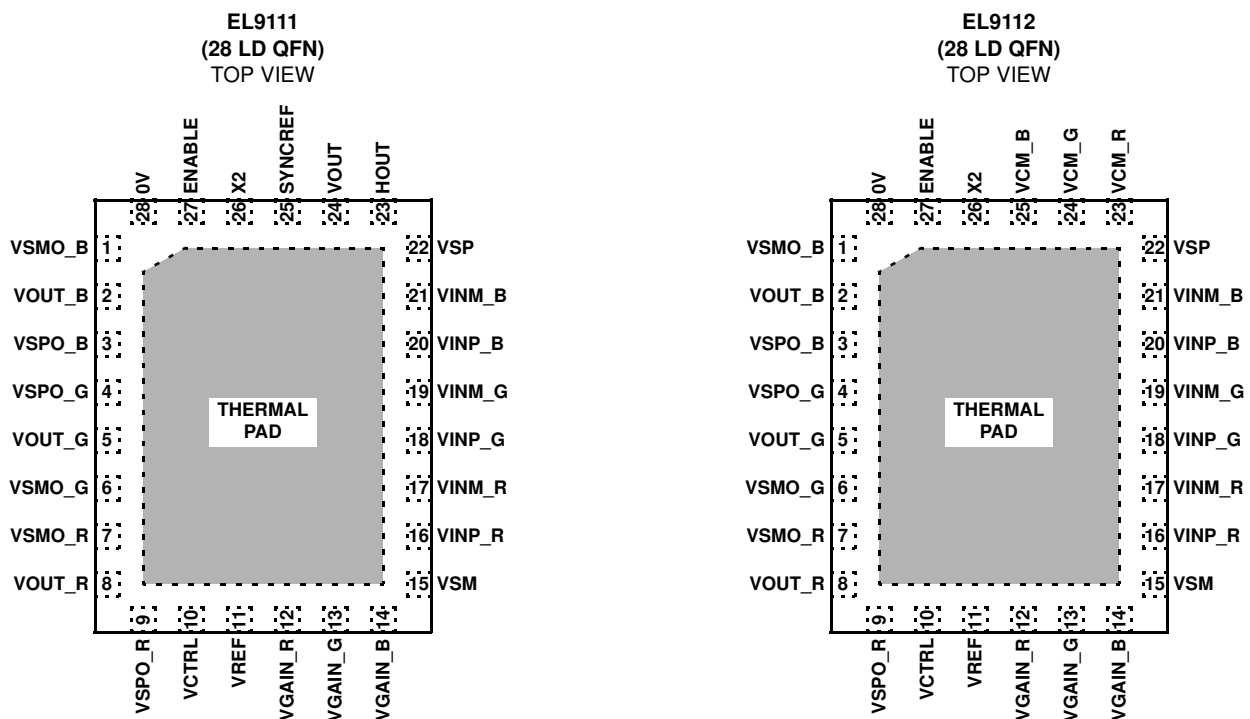 EL9111
(28 LD QFN)
TOP VIEW
28 0V
27 ENABLE
26 X2
25 SYNCREF
24 VOUT
23 HOUT
VSMO_B 1
VOUT_B 2
VSPO_B 3
VSPO_G 4
VOUT_G 5
VSMO_G 6
VSMO_R 7
VOUT_R 8
22 VSP
21 VINM_B
20 VINP_B
19 VINM_G
18 VINP_G
17 VINM_R
16 VINP_R
15 VSM
THERMAL
PAD
VSPO_R 9
VCTRL 10
VREF 11
VGAIN_R 12
VGAIN_G 13
VGAIN_B 14
EL9112
(28 LD QFN)
TOP VIEW
28 0V
27 ENABLE
26 X2
25 VCM_B
24 VCM_G
23 VCM_R
VSMO_B 1
VOUT_B 2
VSPO_B 3
VSPO_G 4
VOUT_G 5
VSMO_G 6
VSMO_R 7
VOUT_R 8
22 VSP
21 VINM_B
20 VINP_B
19 VINM_G
18 VINP_G
17 VINM_R
16 VINP_R
15 VSM
THERMAL
PAD
VSPO_R 9
VCTRL 10
VREF 11
VGAIN_R 12
VGAIN_G 13
VGAIN_B 14